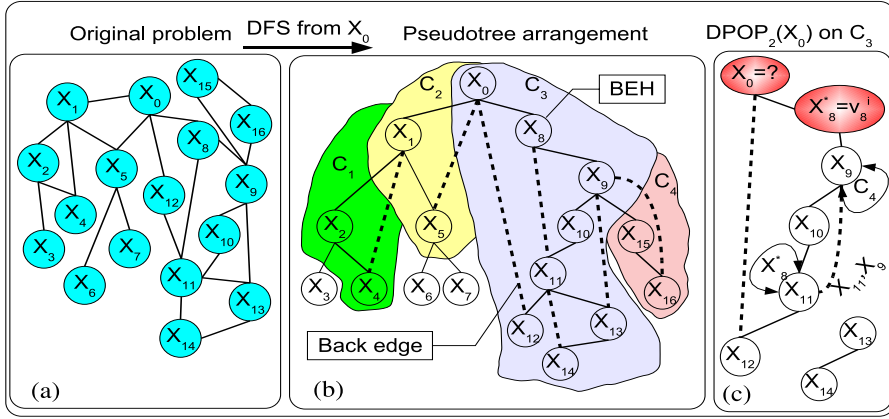 Original problem
DFS from X0
Pseudotree arrangement
DPOP2(X0) on C3
X15
X1
X0
X16
X8
X2
X5
X9
X12
X4
X10
X3
X7
X6
X11
X13
X14
(a)
C2
X0
C3
BEH
X1
X8
C1
X9
C4
X2
X5
X10
X15
X11
X3
X4
X6
X7
X16
X12
X13
Back edge
X14
(b)
X0=?
X*8=v8i
X9
C4
X10
X*8
X11
X11,X9
X12
X13
X14
(c)